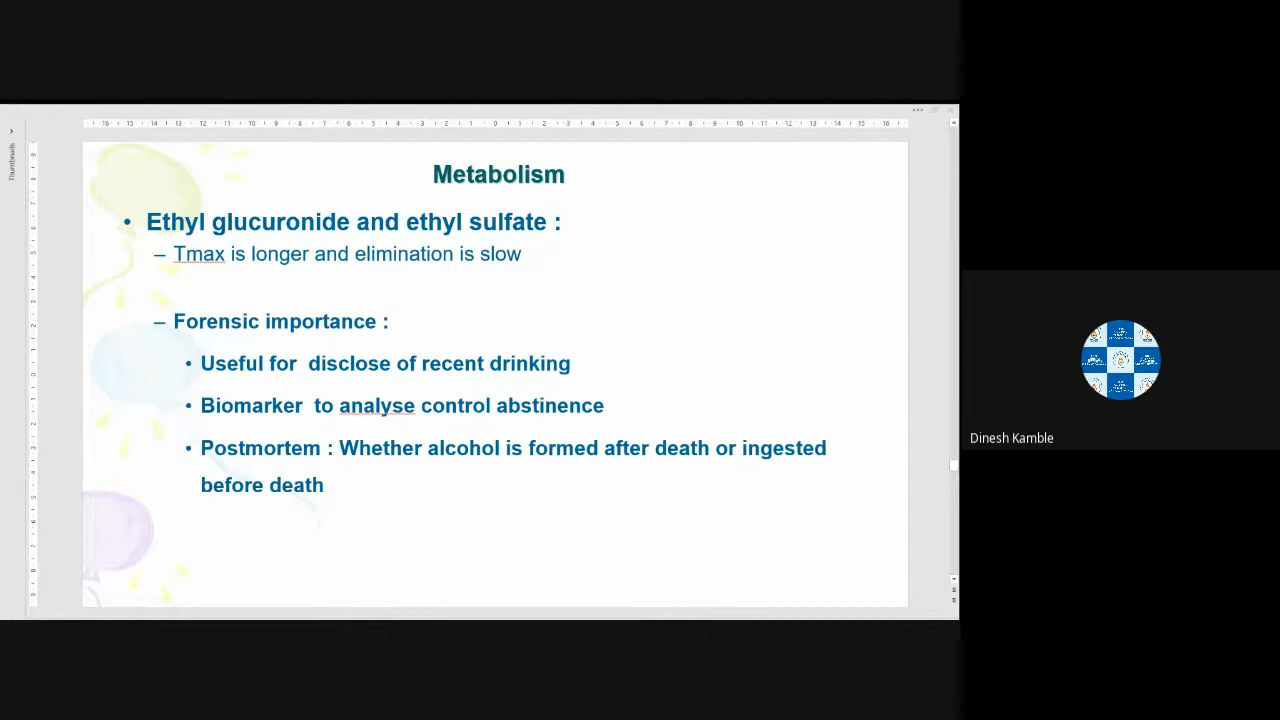 Thumbnails
Metabolism
• Ethyl glucuronide and ethyl sulfate :
– Tmax is longer and elimination is slow
– Forensic importance :
• Useful for disclose of recent drinking
• Biomarker to analyse control abstinence
• Postmortem : Whether alcohol is formed after death or ingested
before death
Dinesh Kamble